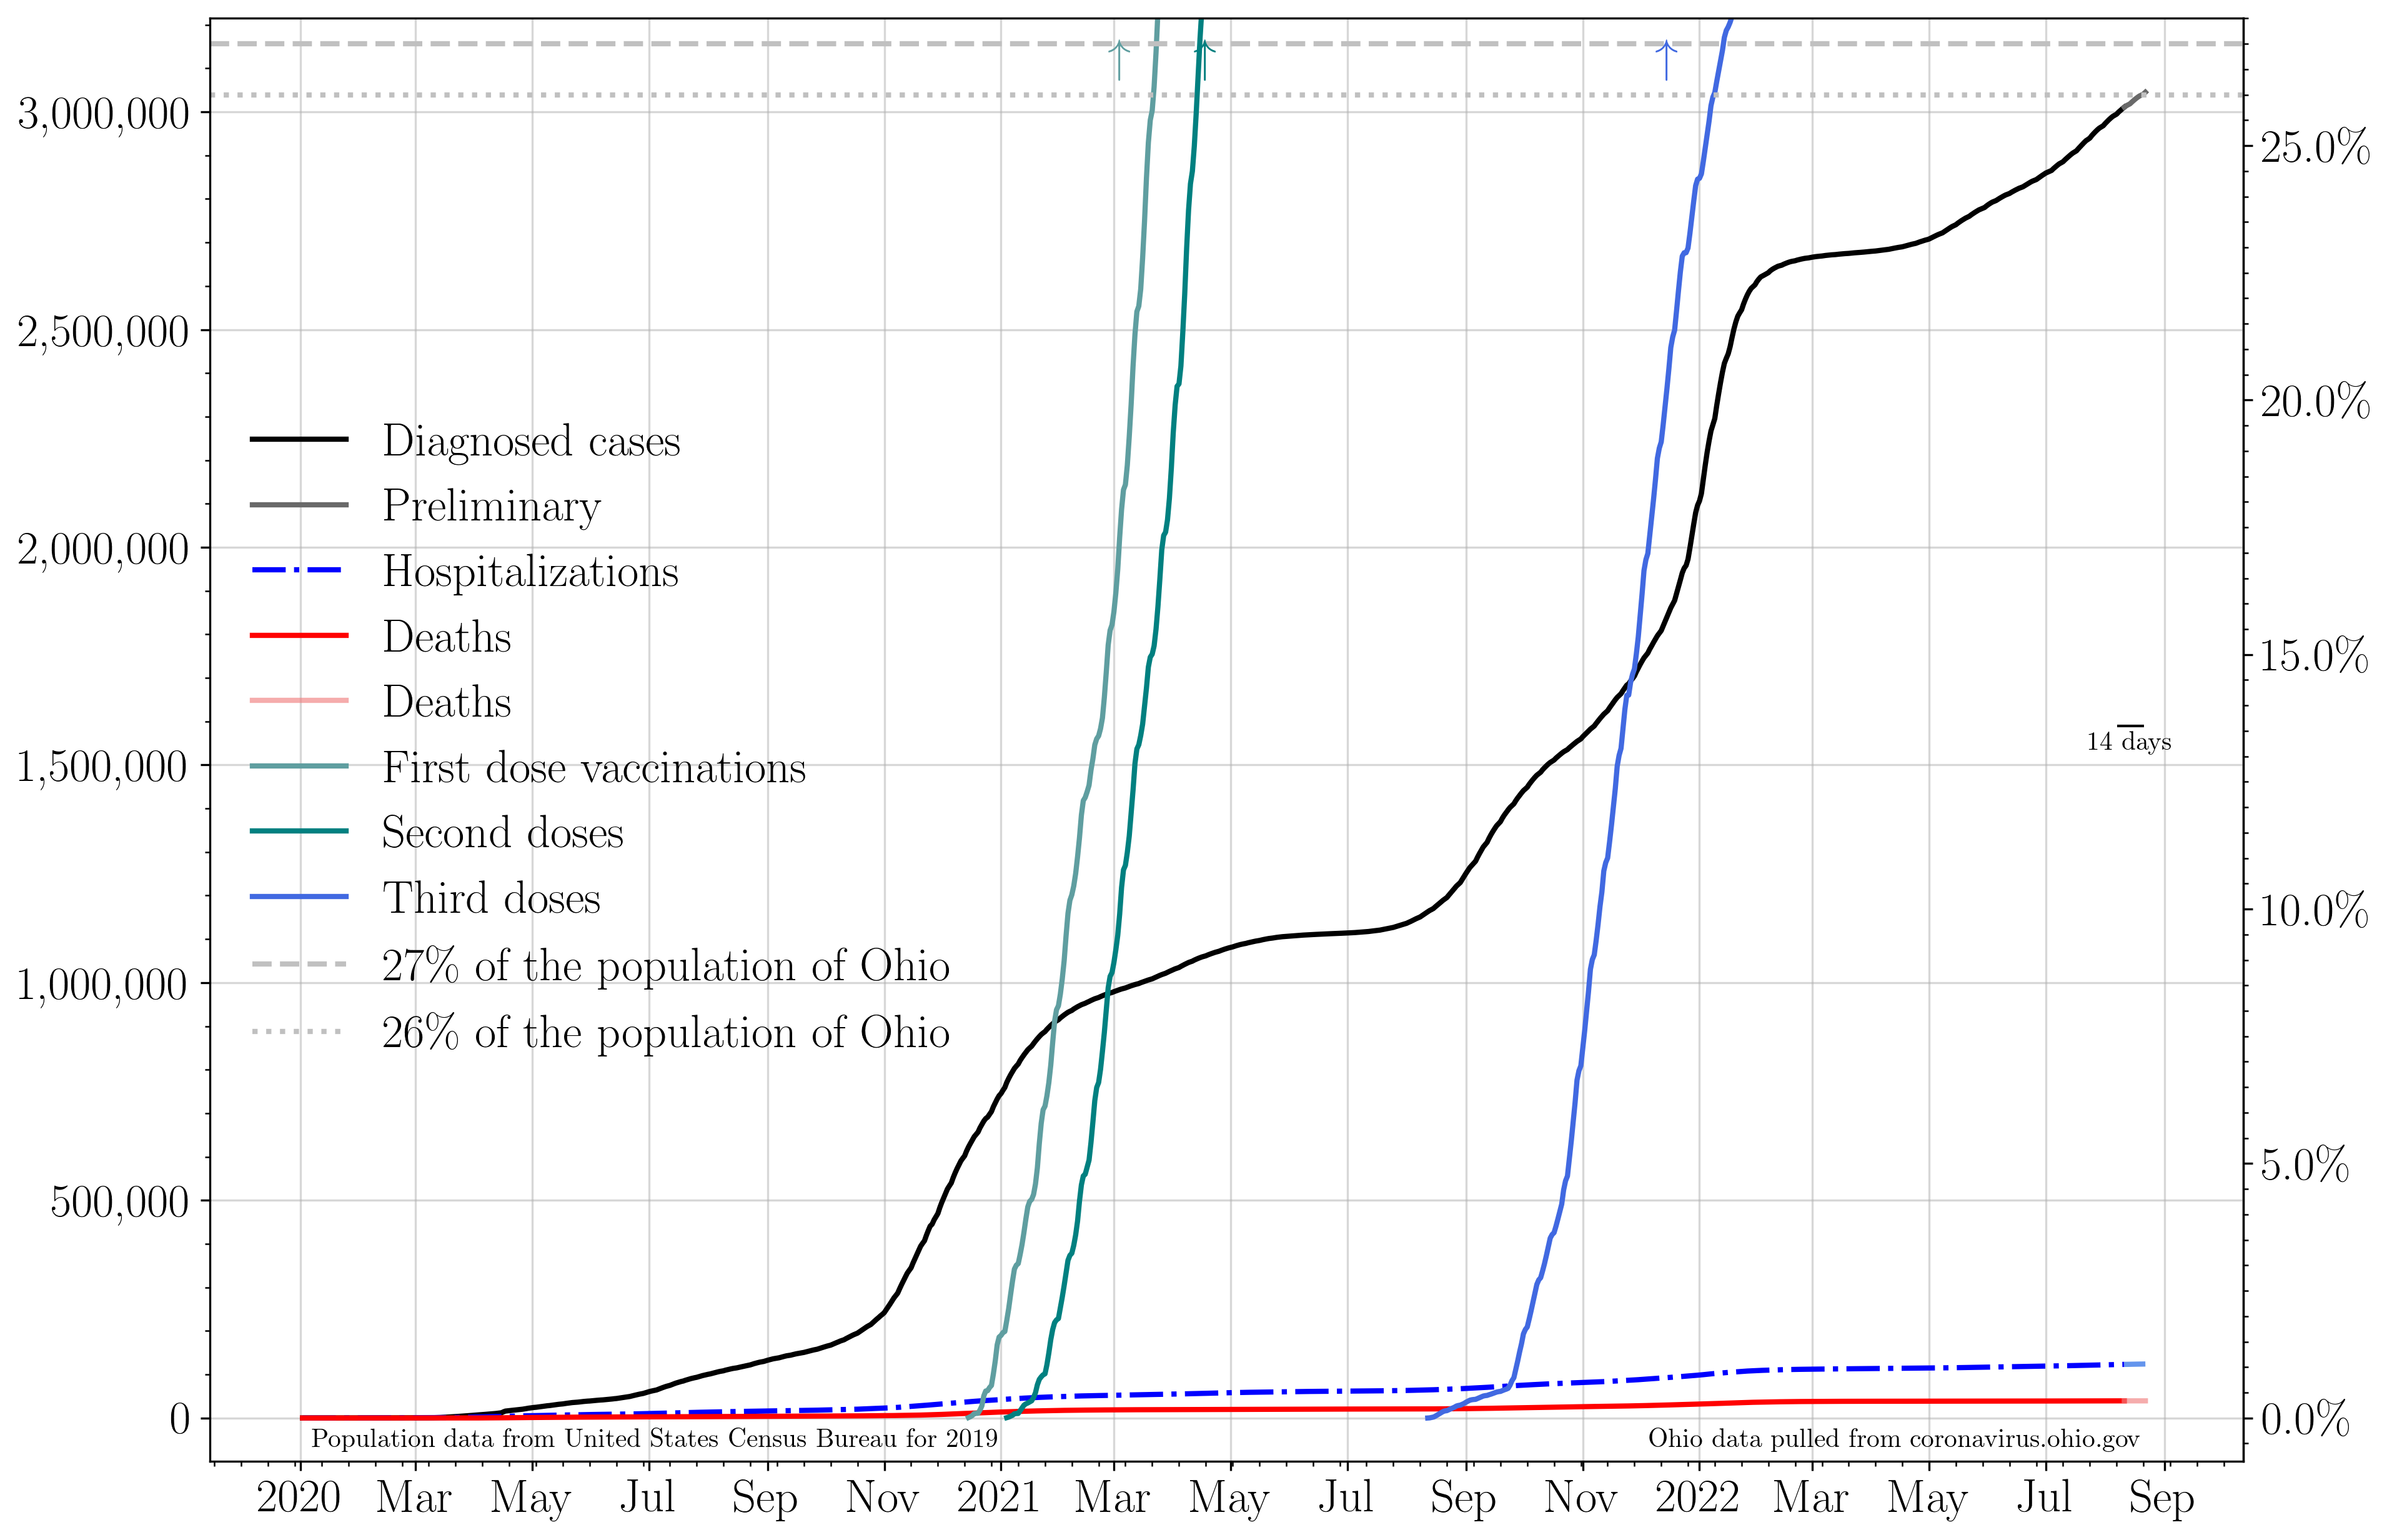 3,000,000
2,500,000
2,000,000
1,500,000
1,000,000
500,000
0
25.0%
20.0%
15.0%
10.0%
5.0%
0.0%
Diagnosed cases
Preliminary
Hospitalizations
Deaths
Deaths
First dose vaccinations
Second doses
Third doses
27% of the population of Ohio
26% of the population of Ohio
14 days
Population data from United States Census Bureau for 2019
Ohio data pulled from coronavirus.ohio.gov
2020 Mar May Jul Sep Nov 2021 Mar May Jul Sep Nov 2022 Mar May Jul Sep